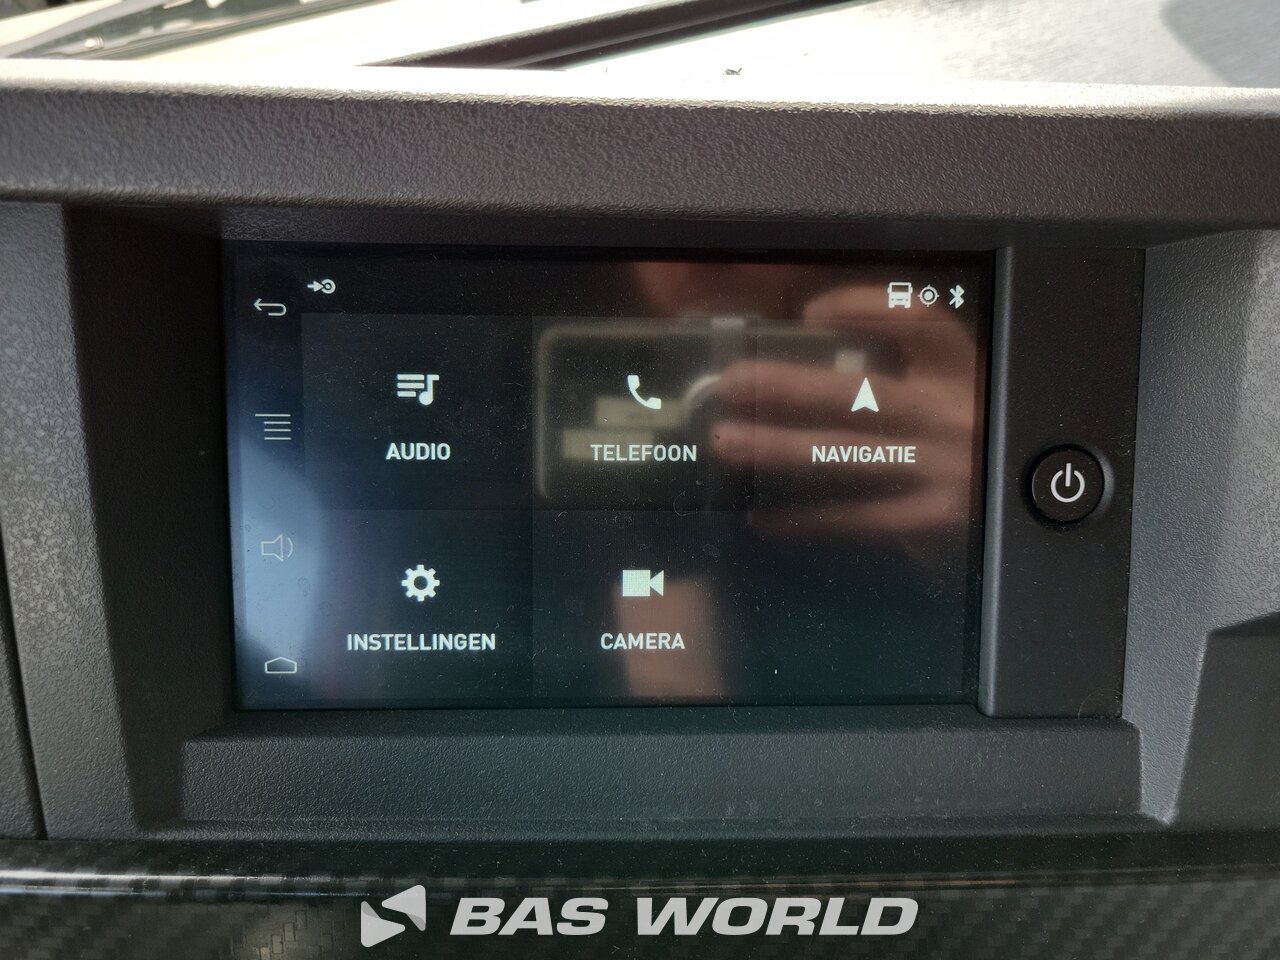 AUDIO
TELEFOON
NAVIGATIE
INSTELLINGEN
CAMERA
BAS WORLD